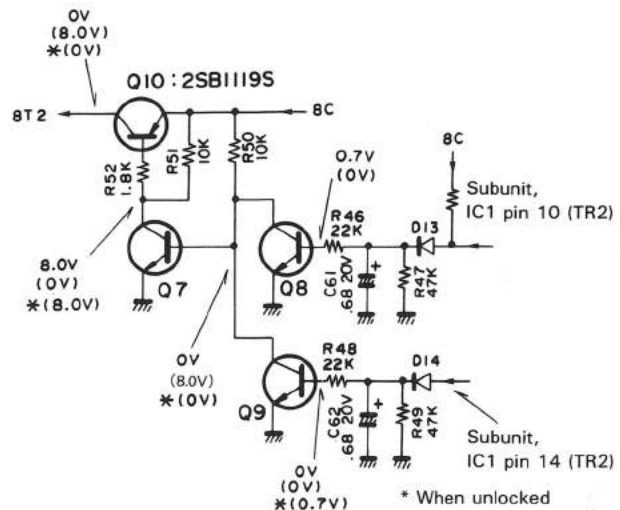 0V
(8.0V)
*(0V)
Q10 : 2SB1119S
8T2
8C
R52
1.8K
R51
10K
R50
10K
0.7V
(0V)
8C
Subunit,
IC1 pin 10 (TR2)
R46
22K
D13
8.0V
(0V)
*(8.0V)
Q7
Q8
C61
.68 20V
+
R47
47K
0V
(8.0V)
*(0V)
R48
22K
D14
Q9
C62
.68 20V
+
R49
47K
Subunit,
IC1 pin 14 (TR2)
0V
(0V)
*(0.7V)
* When unlocked